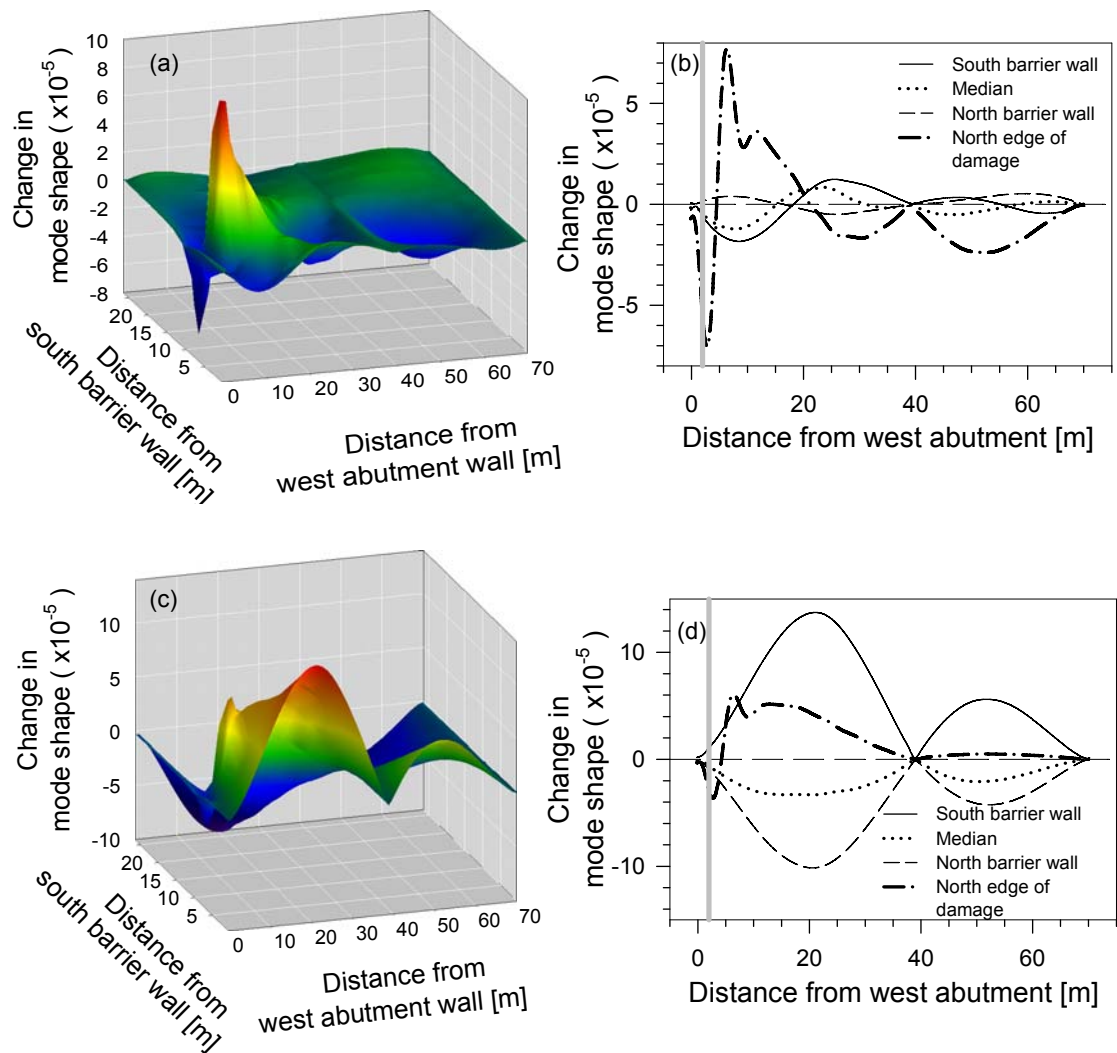 (a)
Change in
mode shape ( x10-5 )
10
8
6
4
2
0
-2
-4
-6
-8
20
15
10
5
Distance from
south barrier wall [m]
0
10
20
30
40
50
60
70
Distance from
west abutment wall [m]
(b)
South barrier wall
Median
North barrier wall
North edge of
damage
Change in
mode shape ( x10-5 )
5
0
-5
0
20
40
60
Distance from west abutment [m]
(c)
Change in
mode shape ( x10-5 )
10
5
0
-5
-10
20
15
10
5
Distance from
south barrier wall [m]
0
10
20
30
40
50
60
70
Distance from
west abutment wall [m]
(d)
Change in
mode shape ( x10-5 )
10
0
-10
South barrier wall
Median
North barrier wall
North edge of
damage
0
20
40
60
Distance from west abutment [m]